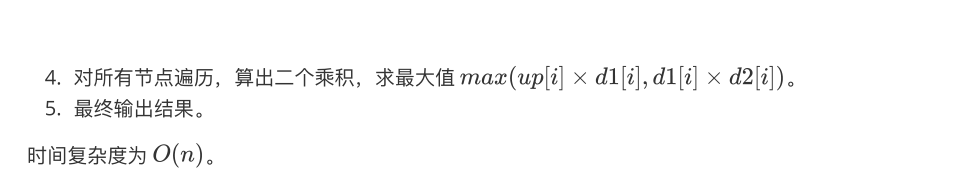 4. 对所有节点遍历，算出二个乘积，求最大值 max(up[i] × d1[i], d1[i] × d2[i])。
5. 最终输出结果。
时间复杂度为 O(n)。